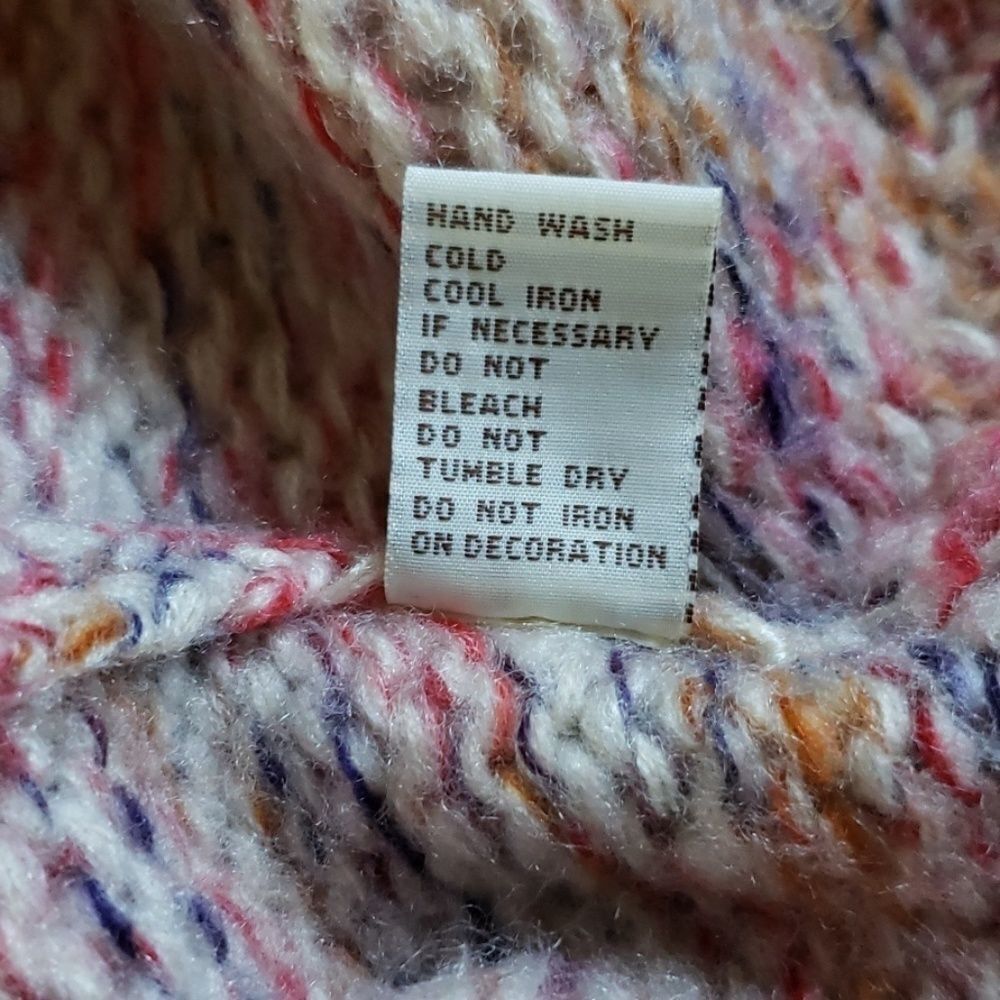 HAND WASH
COLD
COOL IRON
IF NECESSARY
DO NOT
BLEACH
DO NOT
TUMBLE DRY
DO NOT IRON
ON DECORATION